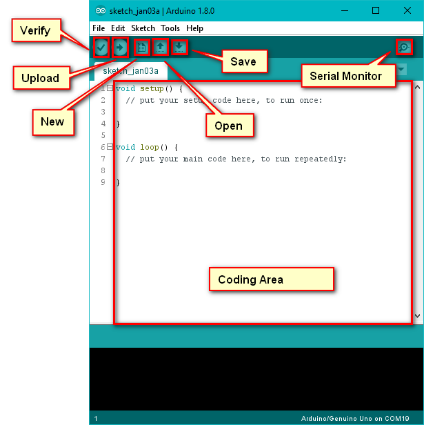 sketch_jan03a | Arduino 1.8.0
File Edit Sketch Tools Help
Verify
Upload
New
Save
Open
Serial Monitor
sketch_jan03a
1 void setup() {
2 // put your setup code here, to run once:
3
4 }
5
6 void loop() {
7 // put your main code here, to run repeatedly:
8
9 }
Coding Area
1 Arduino/Genuino Uno on COM19